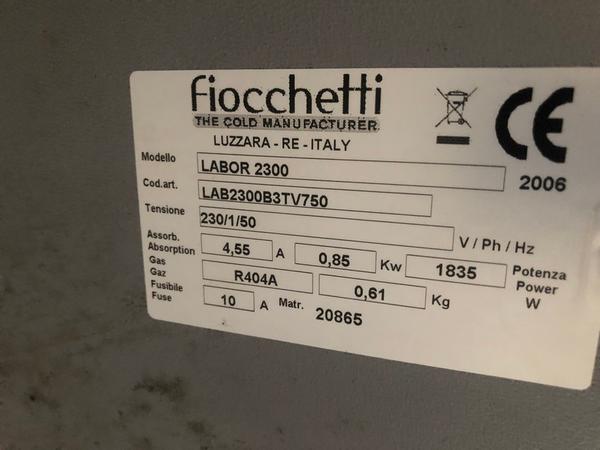 fiocchetti
THE COLD MANUFACTURER
LUZZARA - RE - ITALY
CE
2006
Modello LABOR 2300
Cod.art. LAB2300B3TV750
Tensione 230/1/50 V / Ph / Hz
Assorb.
Absorption 4,55 A 0,85 Kw 1835 Potenza
Power
W
Gas
Gaz R404A 0,61 Kg
Fusibile
Fuse 10 A Matr. 20865